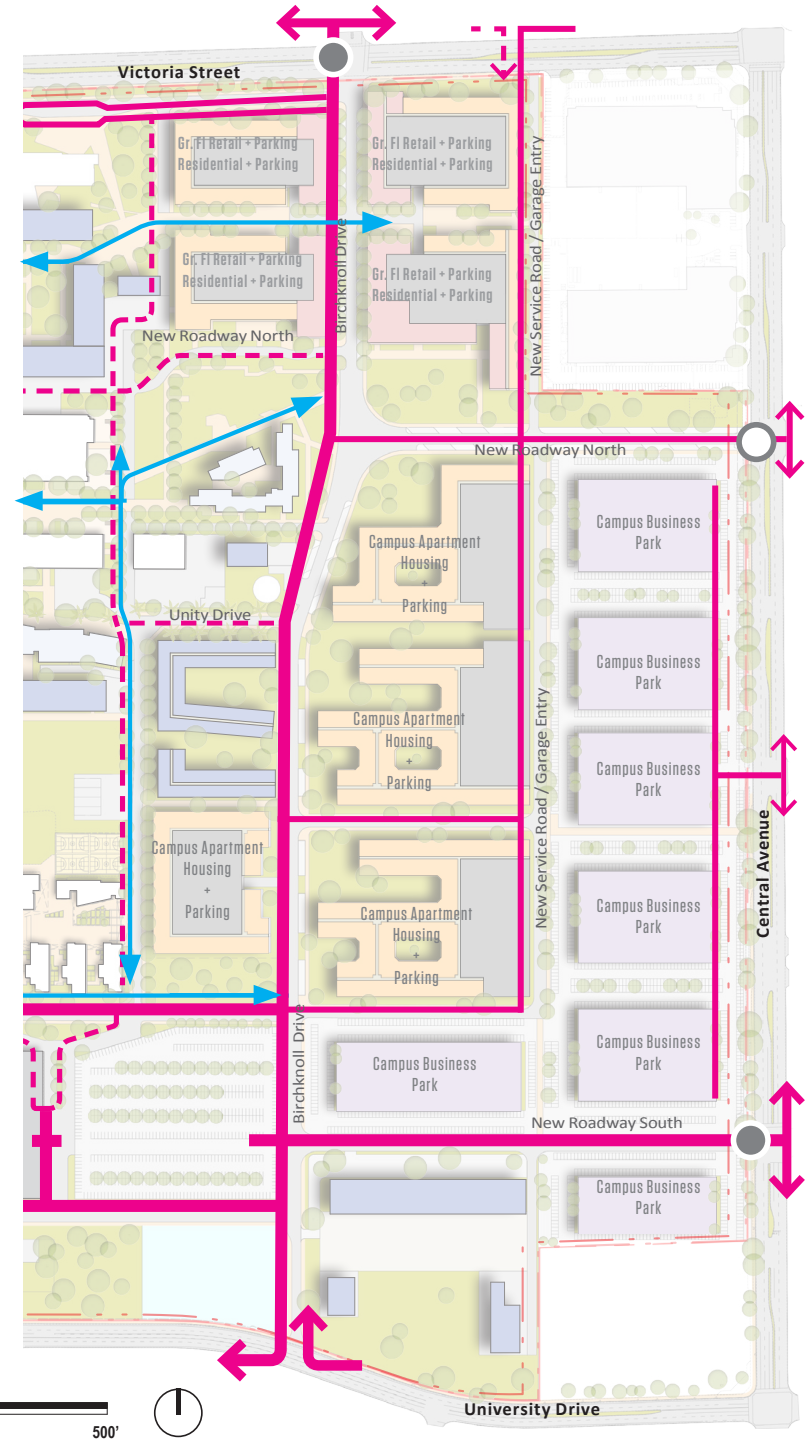 Victoria Street
Gr. Fl Retail + Parking
Residential + Parking
Gr. Fl Retail + Parking
Residential + Parking
Birchknoll Drive
New Service Road / Garage Entry
Gr. Fl Retail + Parking
Residential + Parking
Gr. Fl Retail + Parking
Residential + Parking
New Roadway North
New Roadway North
Campus Business
Park
Campus Apartment
Housing
+
Parking
Unity Drive
Campus Business
Park
Campus Apartment
Housing
+
Parking
New Service Road / Garage Entry
Campus Business
Park
Central Avenue
Campus Apartment
Housing
+
Parking
Campus Apartment
Housing
+
Parking
Campus Business
Park
Birchknoll Drive
Campus Business
Park
Campus Business
Park
New Roadway South
Campus Business
Park
University Drive
500'